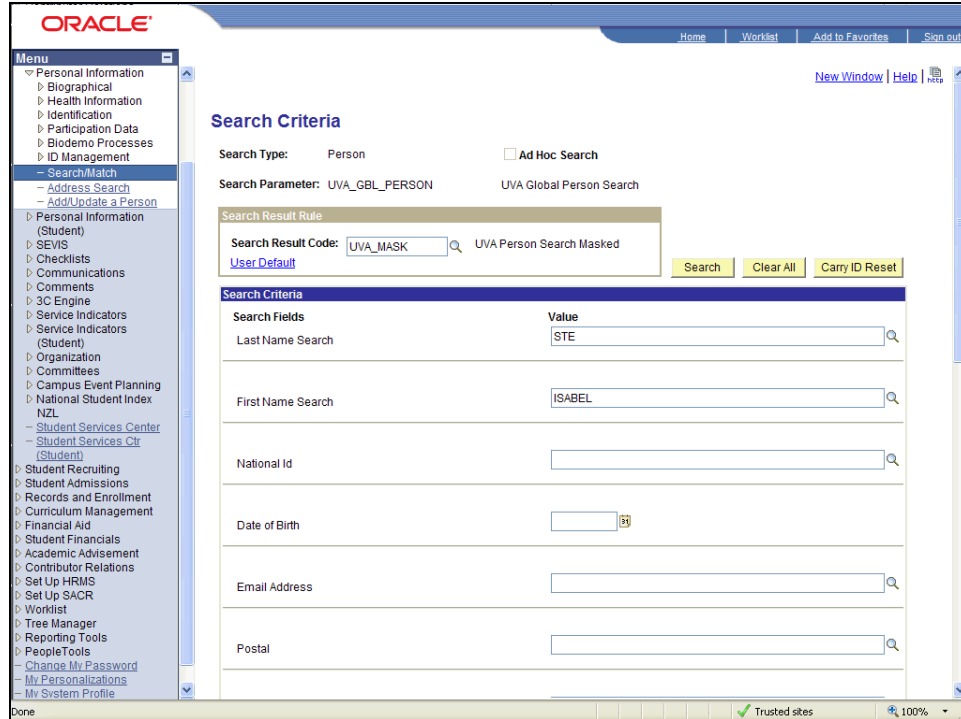 ORACLE'
Home
Worklist
Add to Favorites
Sign out
Menu
Personal Information
Biographical
Health Information
Identification
Participation Data
Biodemo Processes
ID Management
Search/Match
Address Search
Add/Update a Person
Personal Information
(Student)
SEVIS
Checklists
Communications
Comments
3C Engine
Service Indicators
Service Indicators
(Student)
Organization
Committees
Campus Event Planning
National Student Index
NZL
Student Services Center
Student Services Ctr
(Student)
Student Recruiting
Student Admissions
Records and Enrollment
Curriculum Management
Financial Aid
Student Financials
Academic Advisement
Contributor Relations
Set Up HRMS
Set Up SACR
Worklist
Tree Manager
Reporting Tools
PeopleTools
Change My Password
My Personalizations
My System Profile
New Window | Help | http
Search Criteria
Search Type: Person Ad Hoc Search
Search Parameter: UVA_GBL_PERSON UVA Global Person Search
Search Result Rule
Search Result Code: UVA_MASK UVA Person Search Masked
User Default
Search Clear All Carry ID Reset
Search Criteria
Search Fields Value
Last Name Search STE
First Name Search ISABEL
National Id
Date of Birth 31
Email Address
Postal
Done Trusted sites 100%